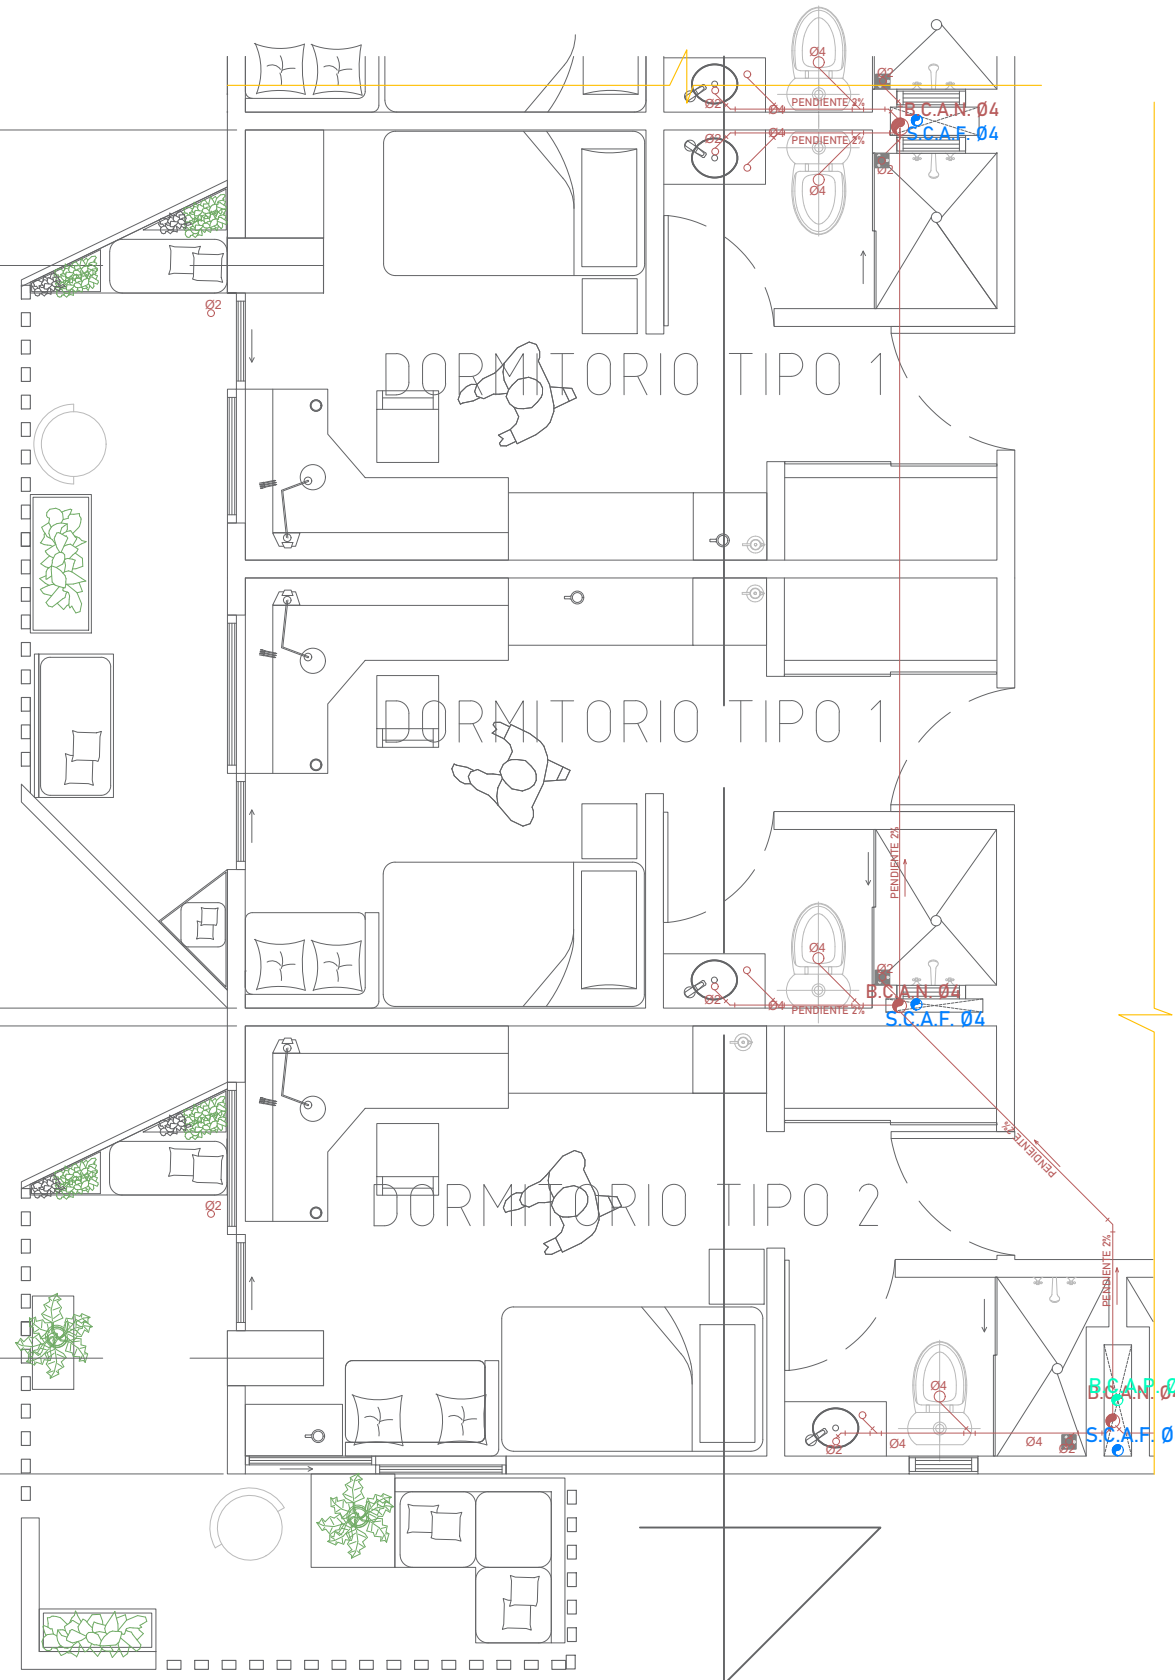 Ø4
Ø2
Ø2
Ø4
PENDIENTE 2%
B.C.A.N. Ø4
S.C.A.F. Ø4
Ø2
Ø4
PENDIENTE 2%
Ø2
Ø4
Ø2
DORMITORIO TIPO 1
DORMITORIO TIPO 1
PENDIENTE 2%
Ø4
Ø2
Ø2
Ø4
PENDIENTE 2%
B.C.A.N. Ø4
S.C.A.F. Ø4
PENDIENTE 2%
Ø2
DORMITORIO TIPO 2
PENDIENTE 2%
Ø4
B.C.A.P. Ø
B.C.A.N. Ø4
S.C.A.F. Ø
Ø2
Ø4
Ø4
Ø2